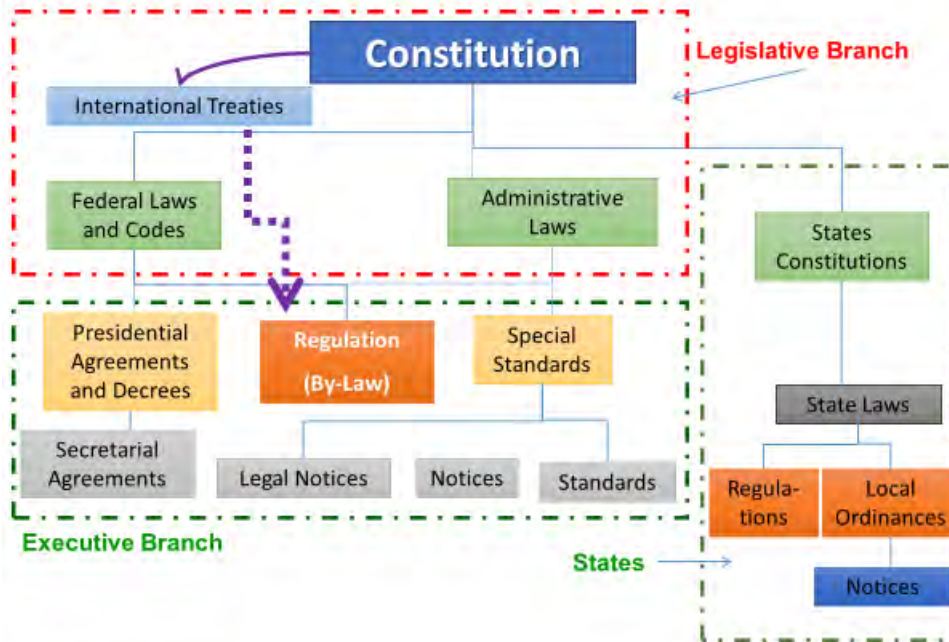 Constitution
Legislative Branch
International Treaties
Federal Laws
and Codes
Administrative
Laws
States
Constitutions
Presidential
Agreements
and Decrees
Regulation
(By-Law)
Special
Standards
State Laws
Secretarial
Agreements
Legal Notices
Notices
Standards
Regula-
tions
Local
Ordinances
Executive Branch
States
Notices